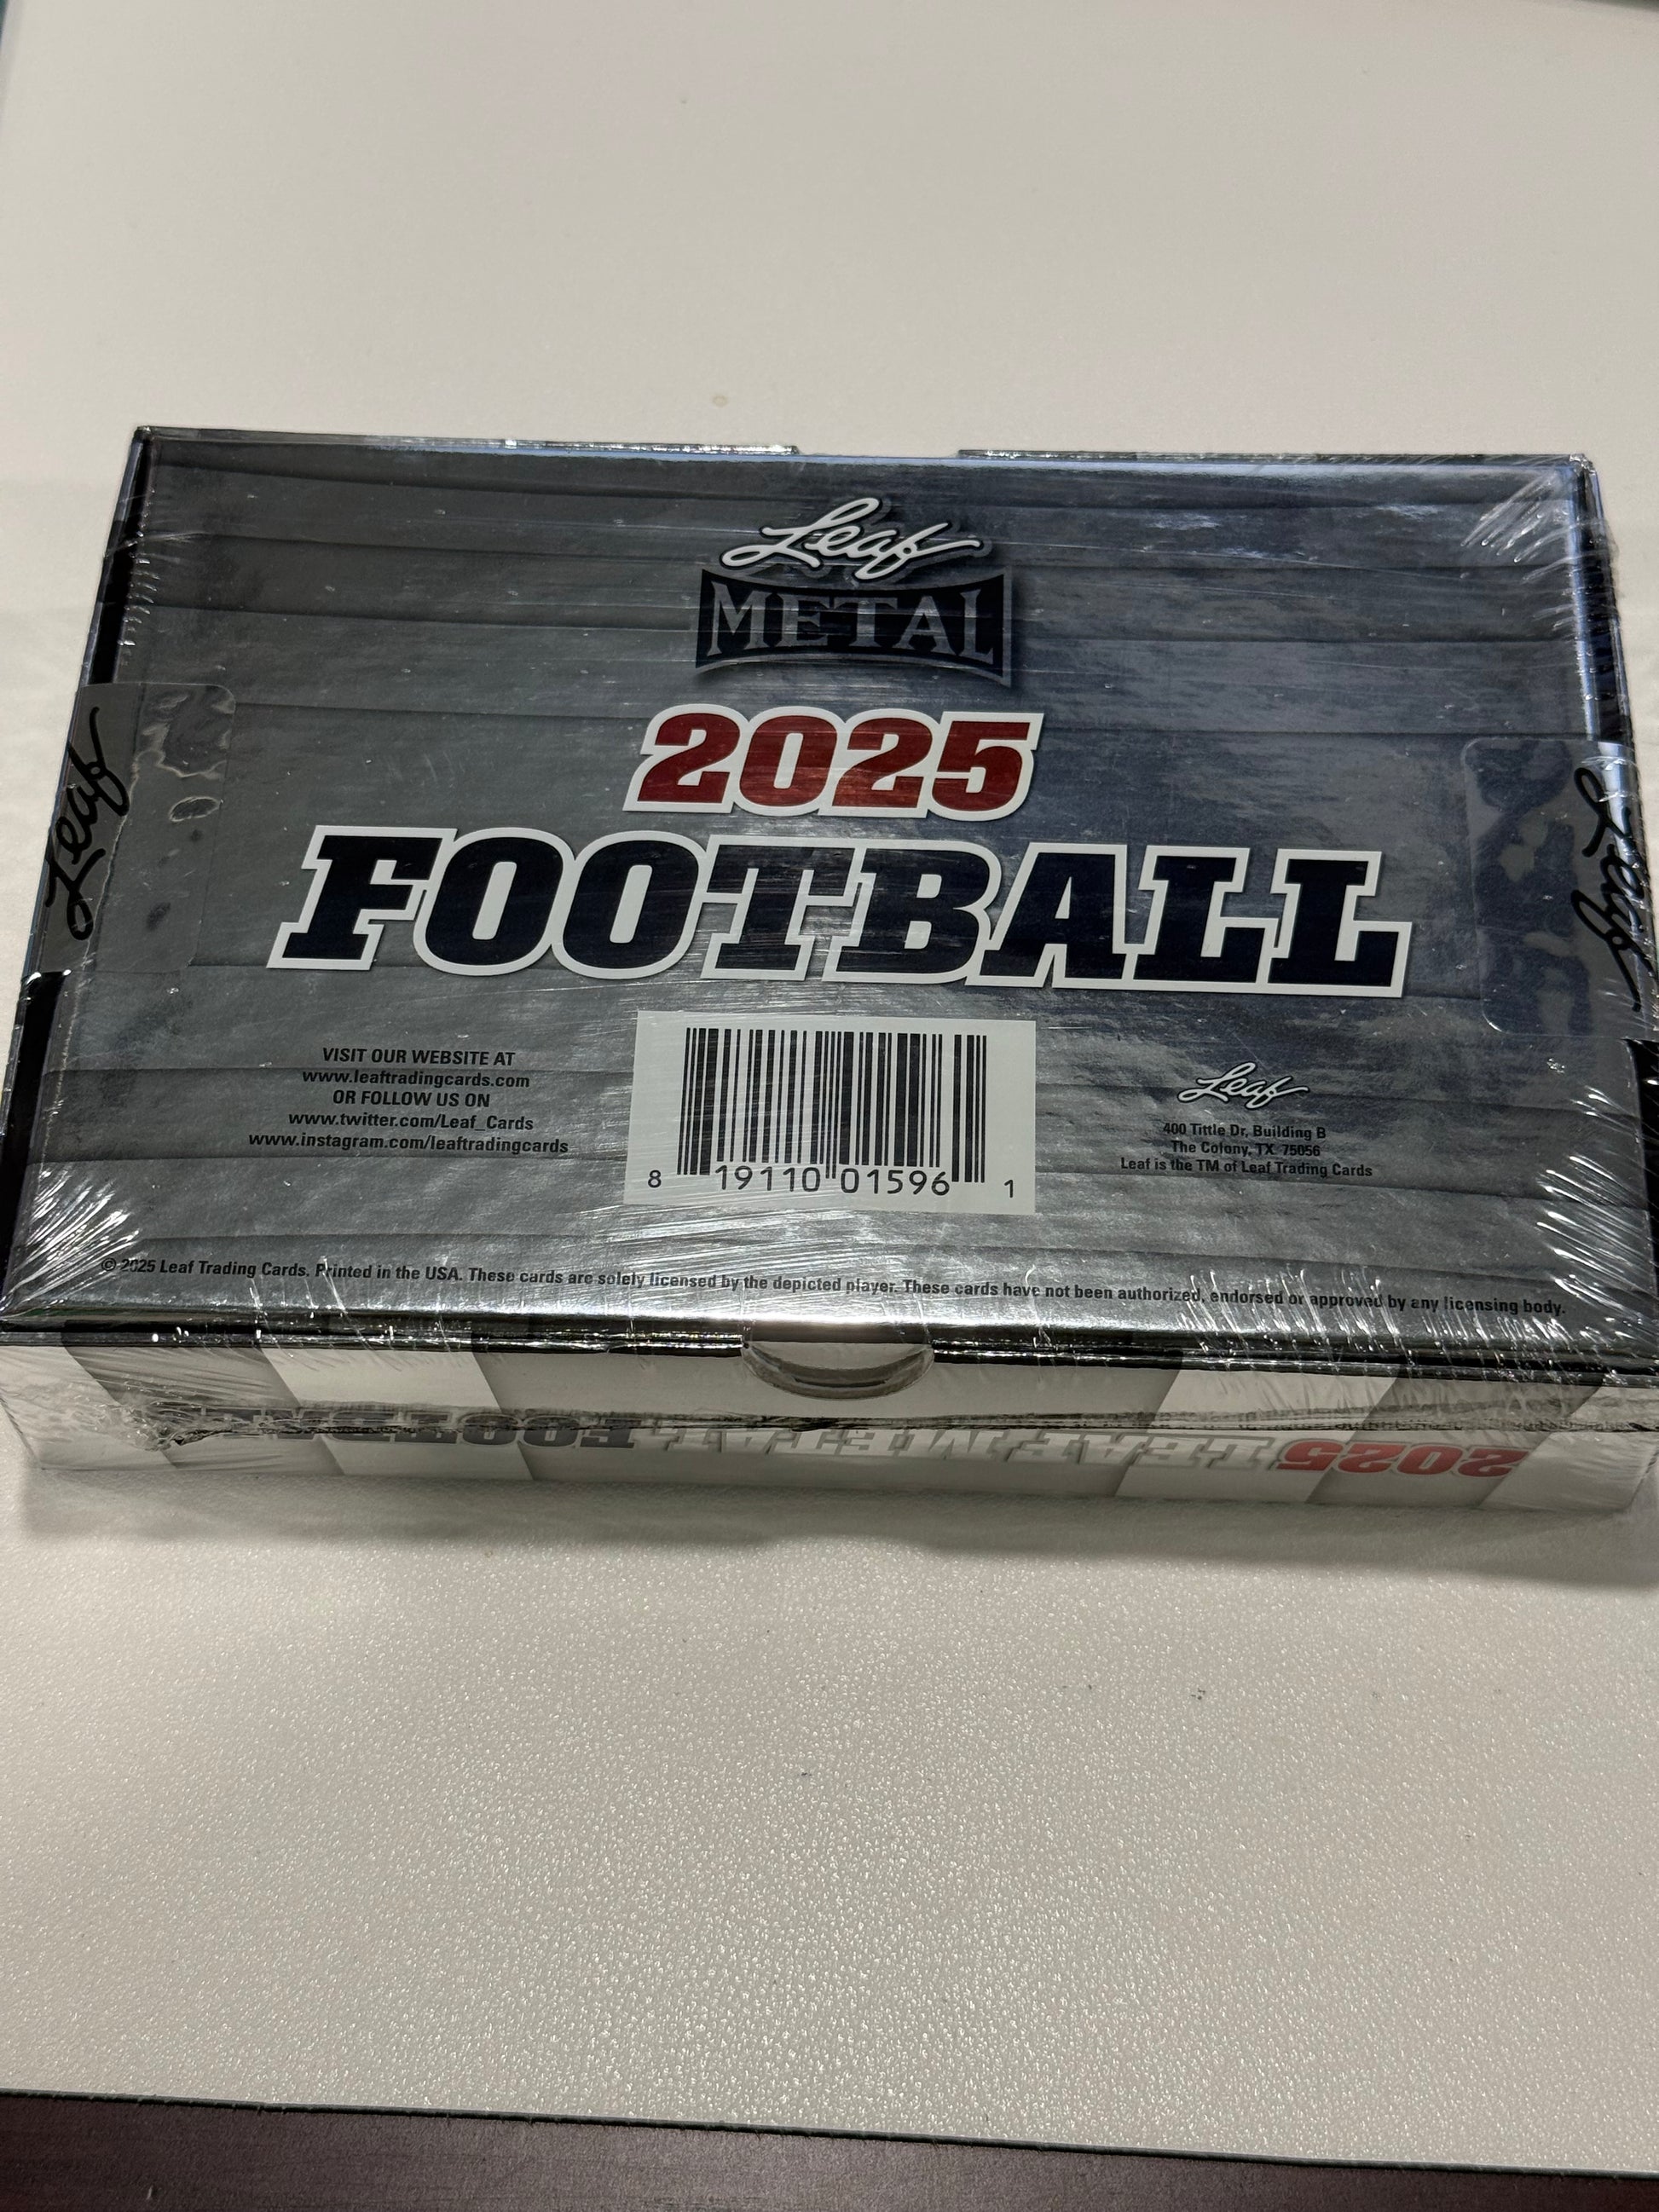 Leaf
METAL
2025
FOOTBALL
Leaf
Leaf
VISIT OUR WEBSITE AT
www.leaftradingcards.com
OR FOLLOW US ON
www.twitter.com/Leaf_Cards
www.instagram.com/leaftradingcards
8 19110 01596 1
Leaf
400 Tittle Dr, Building B
The Colony, TX 75056
Leaf is the TM of Leaf Trading Cards
© 2025 Leaf Trading Cards. Printed in the USA. These cards are solely licensed by the depicted player. These cards have not been authorized, endorsed or approved by any licensing body.
2025 LEAF METAL FOOTBALL